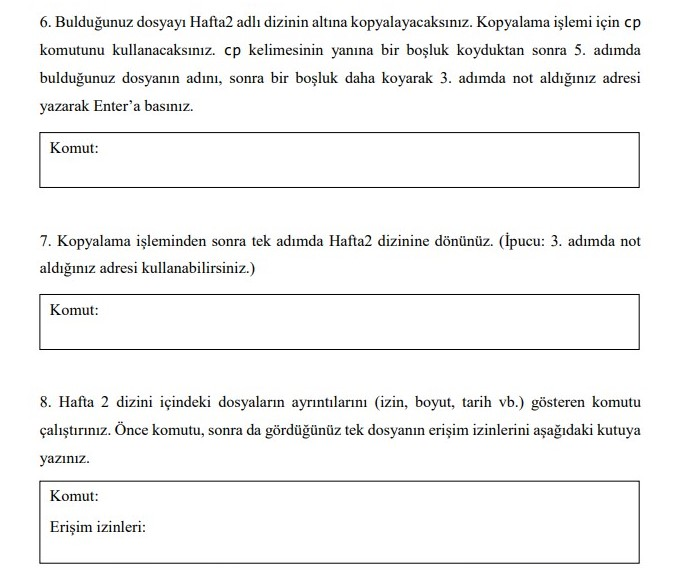 6. Bulduğunuz dosyayı Hafta2 adlı dizinin altına kopyalayacaksınız. Kopyalama işlemi için cp
komutunu kullanacaksınız. cp kelimesinin yanına bir boşluk koyduktan sonra 5. adımda
bulduğunuz dosyanın adını, sonra bir boşluk daha koyarak 3. adımda not aldığınız adresi
yazarak Enter’a basınız.
Komut:
7. Kopyalama işleminden sonra tek adımda Hafta2 dizinine dönünüz. (İpucu: 3. adımda not
aldığınız adresi kullanabilirsiniz.)
Komut:
8. Hafta 2 dizini içindeki dosyaların ayrıntılarını (izin, boyut, tarih vb.) gösteren komutu
çalıştırınız. Önce komutu, sonra da gördüğünüz tek dosyanın erişim izinlerini aşağıdaki kutuya
yazınız.
Komut:
Erişim izinleri: